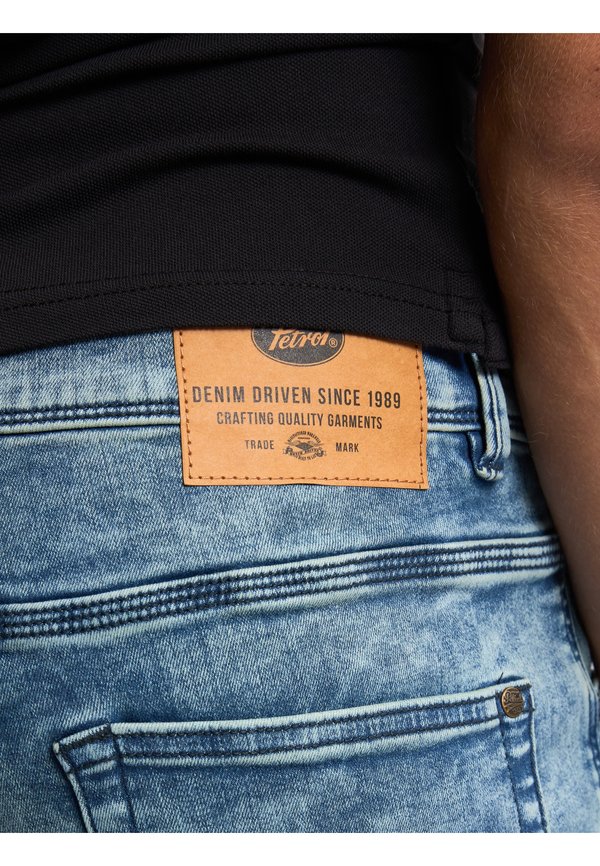 Petrol®
DENIM DRIVEN SINCE 1989
CRAFTING QUALITY GARMENTS
TRADE MARK